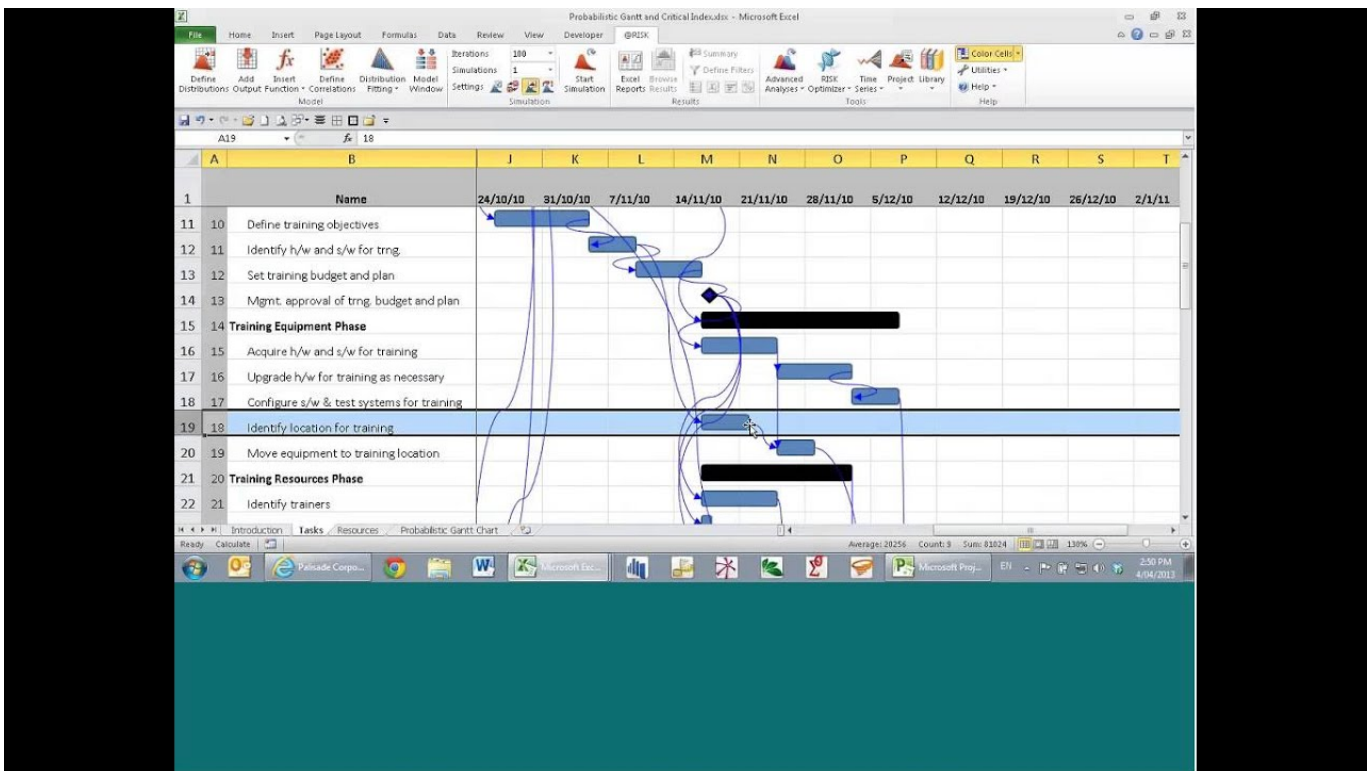 Probabilistic Gantt and Critical Index.xlsx - Microsoft Excel
File Home Insert Page Layout Formulas Data Review View Developer @RISK
Define Distributions Add Output Insert Function Define Correlations Distribution Fitting Model Window
Iterations 100
Simulations 1
Settings
Start Simulation
Excel Reports Browse Results
Summary
Define Filters
Advanced Analyses RISK Optimizer Time Series Project Library
Color Cells
Utilities
Help
Model Simulation Results Tools Help
A19 fx 18
A B J K L M N O P Q R S T
1 Name 24/10/10 31/10/10 7/11/10 14/11/10 21/11/10 28/11/10 5/12/10 12/12/10 19/12/10 26/12/10 2/1/11
11 10 Define training objectives
12 11 Identify h/w and s/w for trng.
13 12 Set training budget and plan
14 13 Mgmt. approval of trng. budget and plan
15 14 Training Equipment Phase
16 15 Acquire h/w and s/w for training
17 16 Upgrade h/w for training as necessary
18 17 Configure s/w & test systems for training
19 18 Identify location for training
20 19 Move equipment to training location
21 20 Training Resources Phase
22 21 Identify trainers
Introduction Tasks Resources Probabilistic Gantt Chart
Ready Calculate Average: 20256 Count: 9 Sum: 81024 130%
Palisade Corpo... Microsoft Exc... Microsoft Proj... EN 2:50 PM
4/04/2013